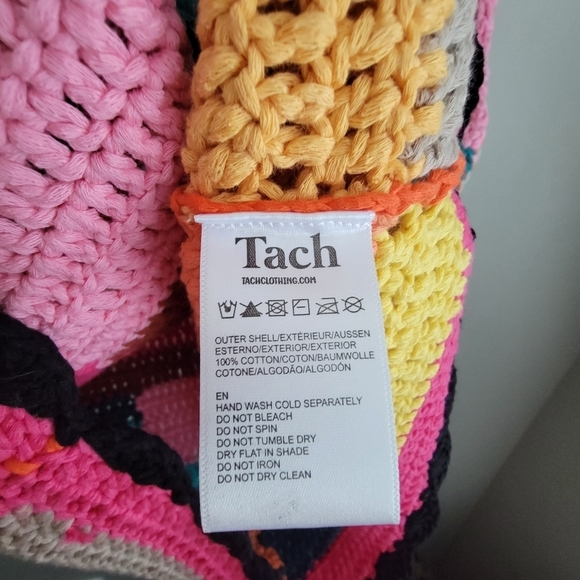 Tach
TACHCLOTHING.COM
OUTER SHELL/EXTÉRIEUR/AUSSEN
ESTERNO/EXTERIOR/EXTERIOR
100% COTTON/COTON/BAUMWOLLE
COTONE/ALGODÃO/ALGODÓN
EN
HAND WASH COLD SEPARATELY
DO NOT BLEACH
DO NOT SPIN
DO NOT TUMBLE DRY
DRY FLAT IN SHADE
DO NOT IRON
DO NOT DRY CLEAN